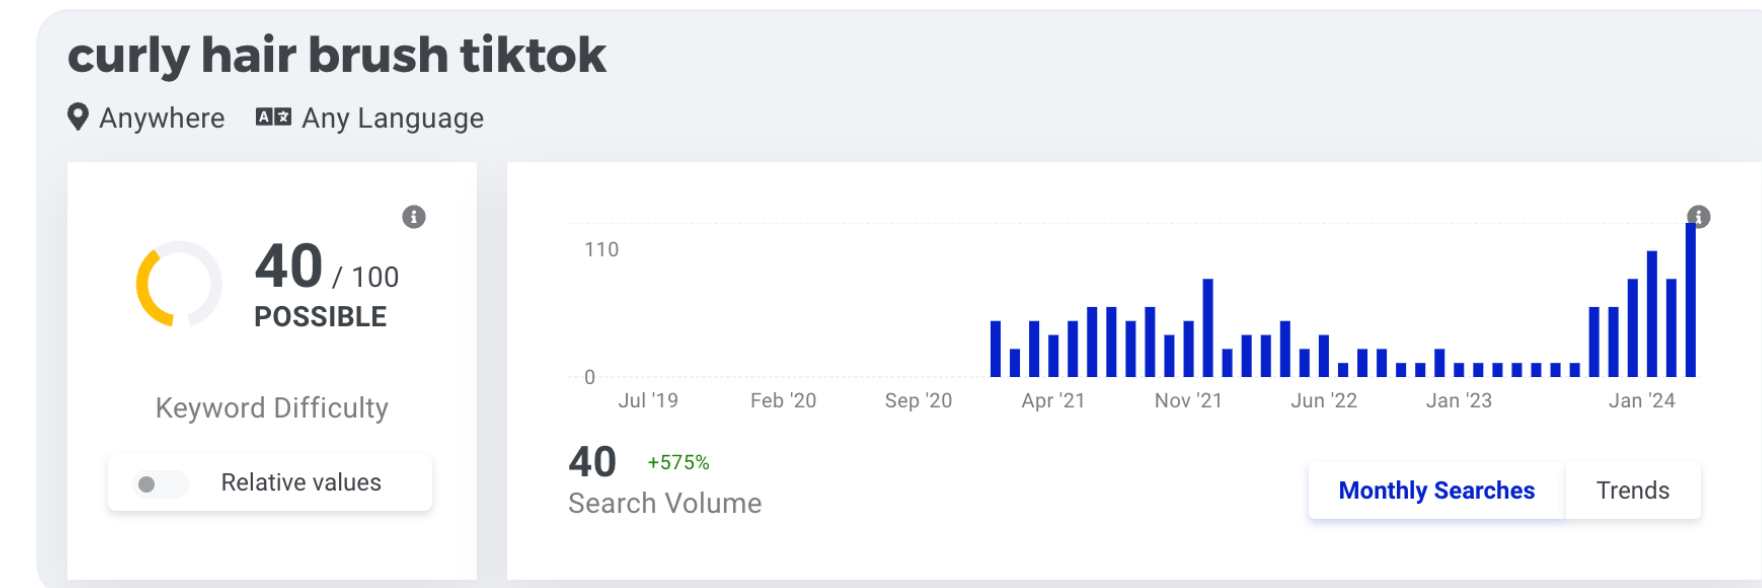 curly hair brush tiktok
Anywhere Any Language
40 / 100
POSSIBLE
Keyword Difficulty
Relative values
110
0
Jul '19 Feb '20 Sep '20 Apr '21 Nov '21 Jun '22 Jan '23 Jan '24
40 +575%
Search Volume
Monthly Searches Trends